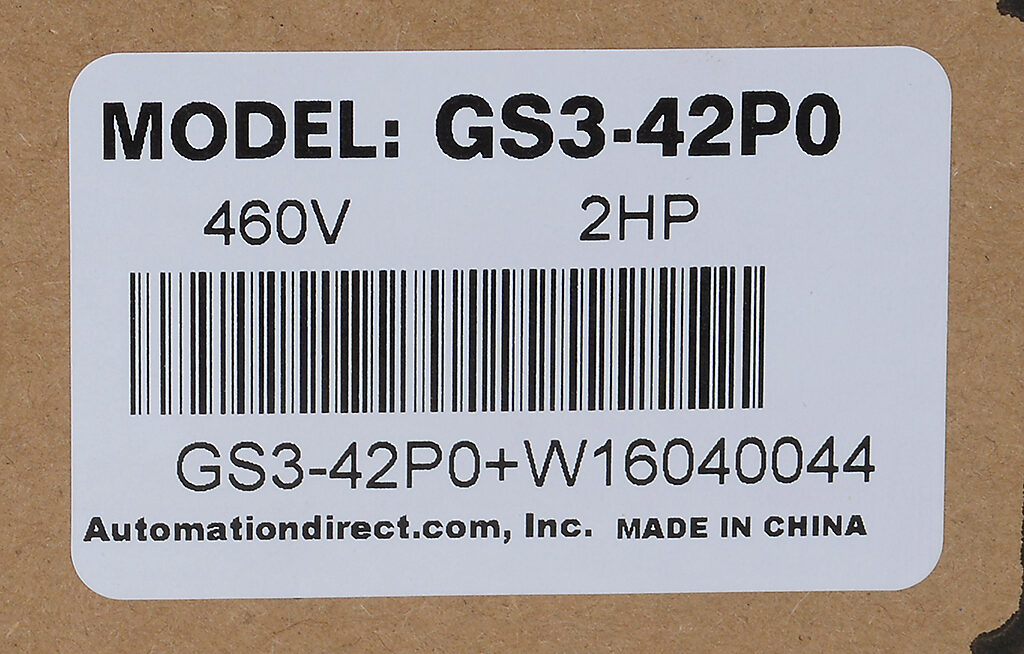 MODEL: GS3-42P0
460V 2HP
GS3-42P0+W16040044
Automationdirect.com, Inc. MADE IN CHINA